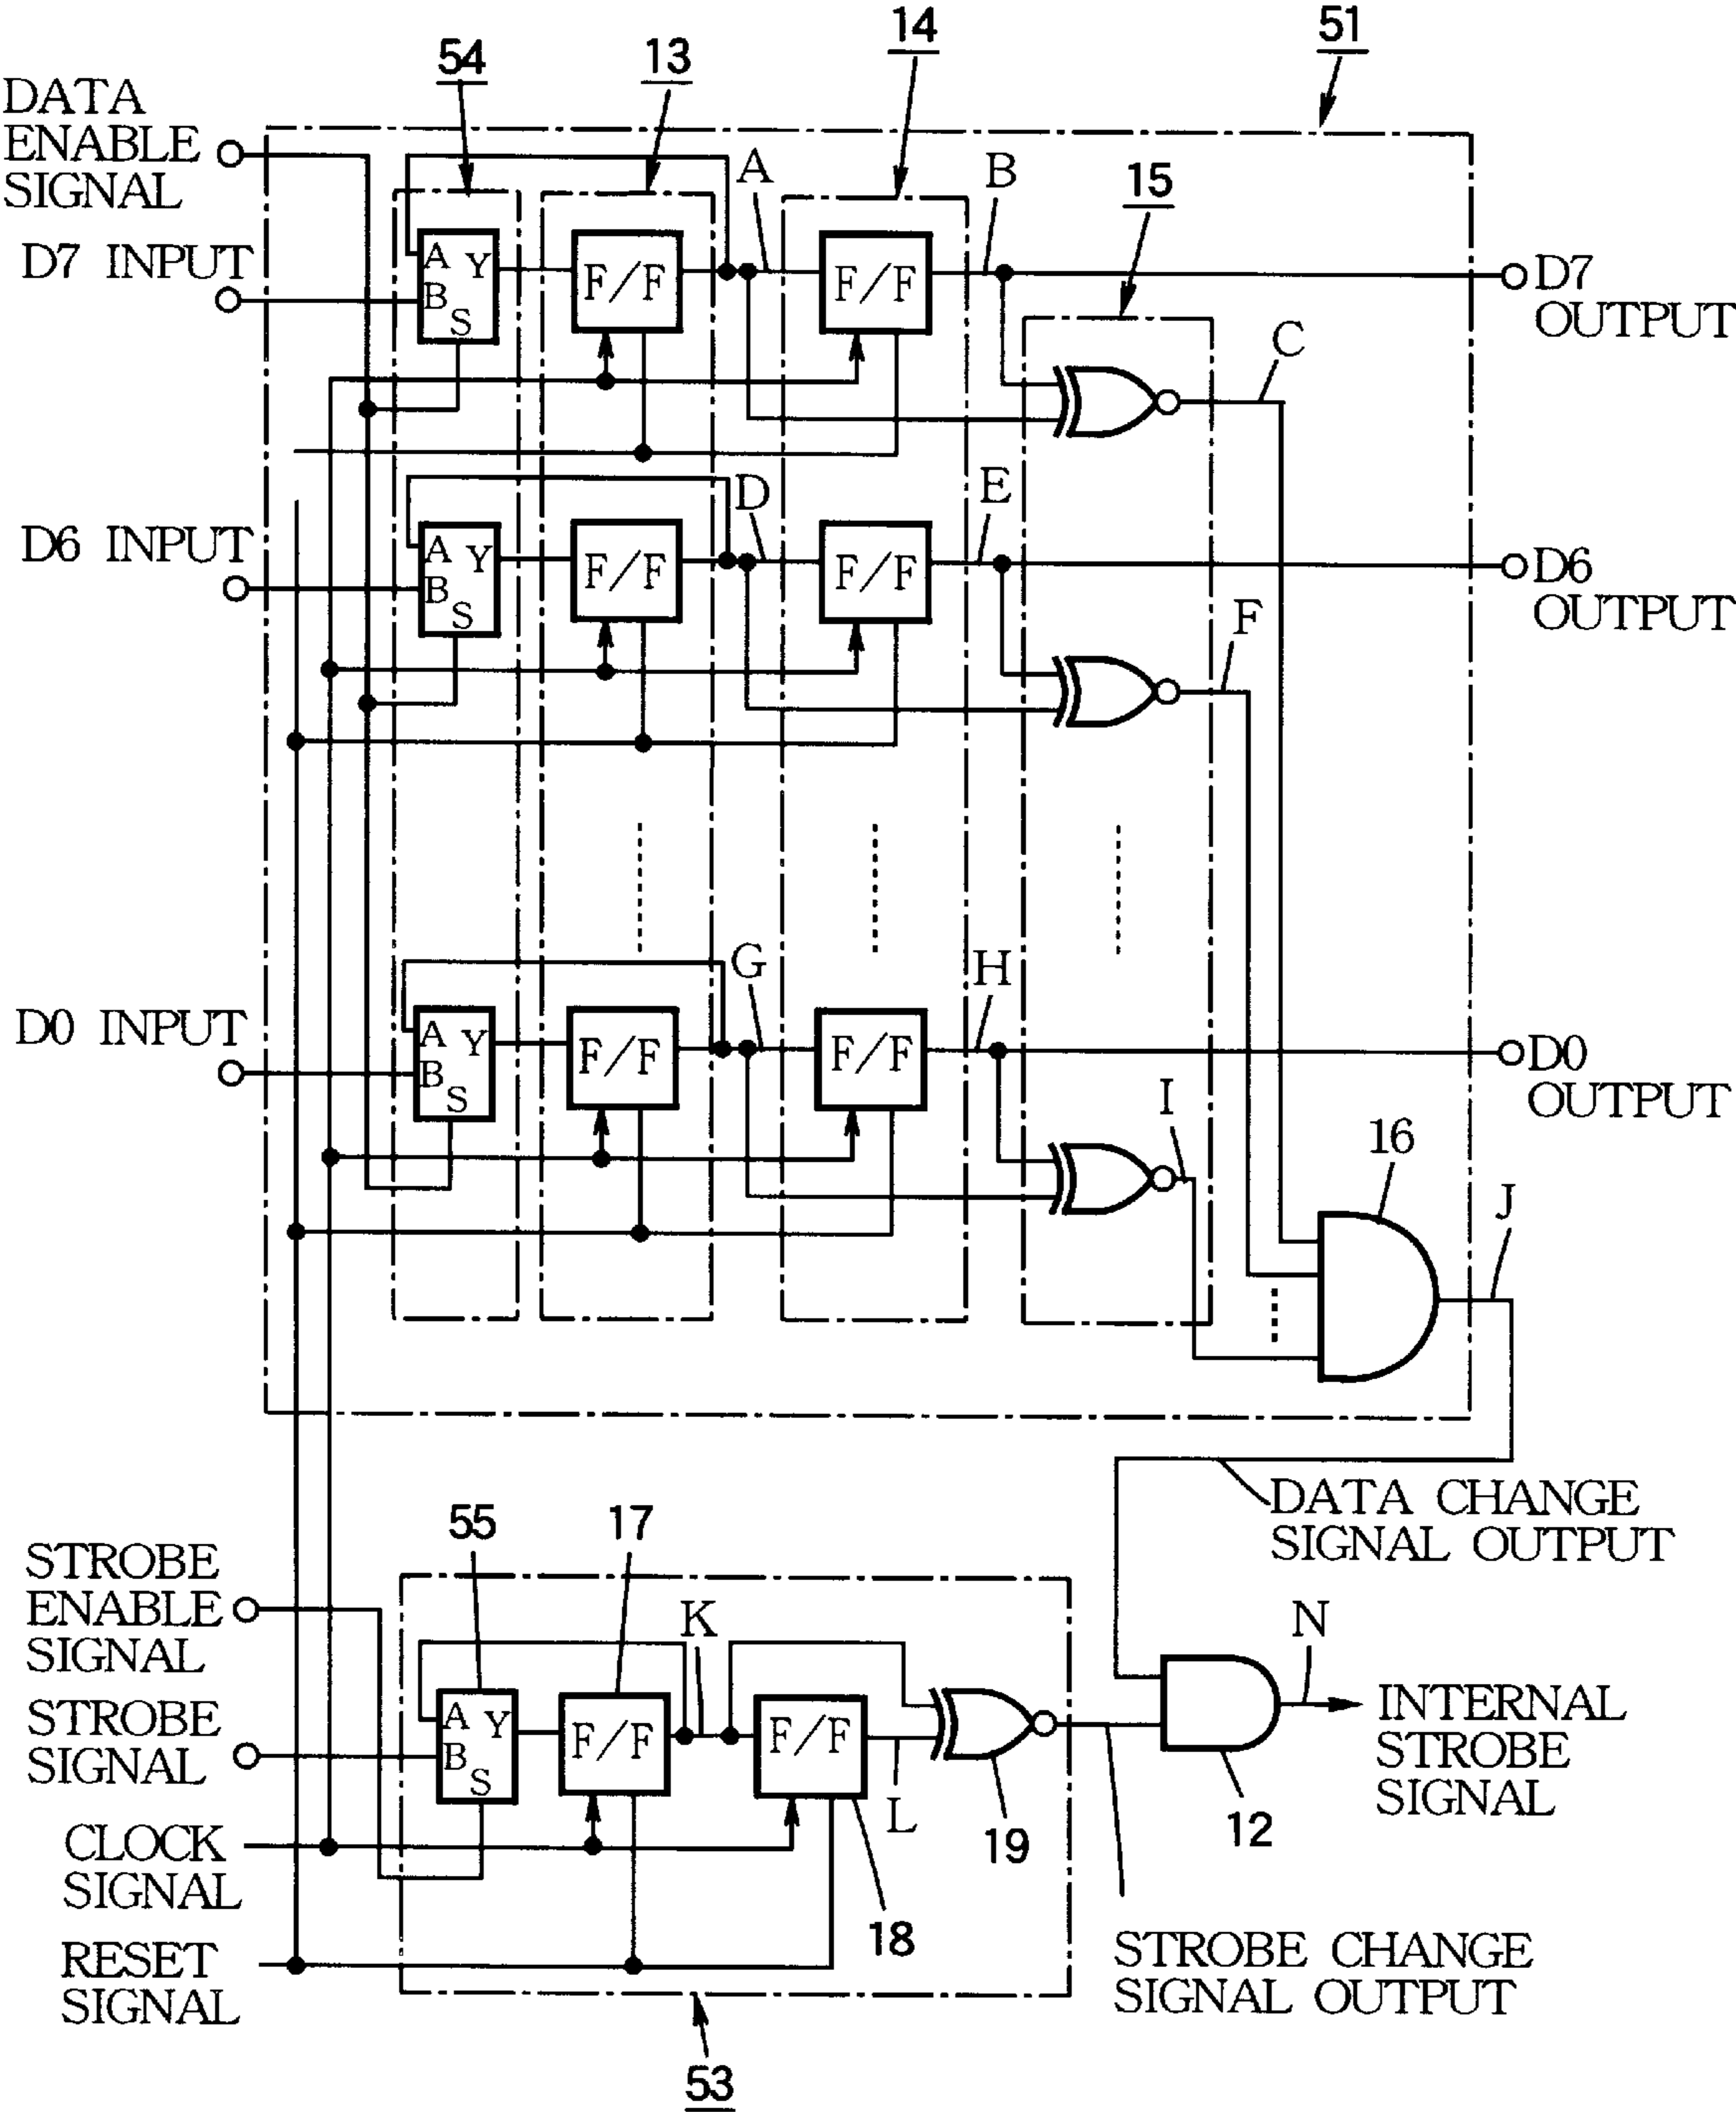 54
13
14
51
DATA
ENABLE
SIGNAL
A
B
15
D7 INPUT
A Y
B
S
F/F
F/F
D7
OUTPUT
C
D
E
D6 INPUT
A Y
B
S
F/F
F/F
D6
OUTPUT
F
G
H
D0 INPUT
A Y
B
S
F/F
F/F
D0
OUTPUT
I
16
J
DATA CHANGE
SIGNAL OUTPUT
55
17
STROBE
ENABLE
SIGNAL
K
N
STROBE
SIGNAL
A Y
B
S
F/F
F/F
INTERNAL
STROBE
SIGNAL
L
19
12
CLOCK
SIGNAL
18
RESET
SIGNAL
STROBE CHANGE
SIGNAL OUTPUT
53